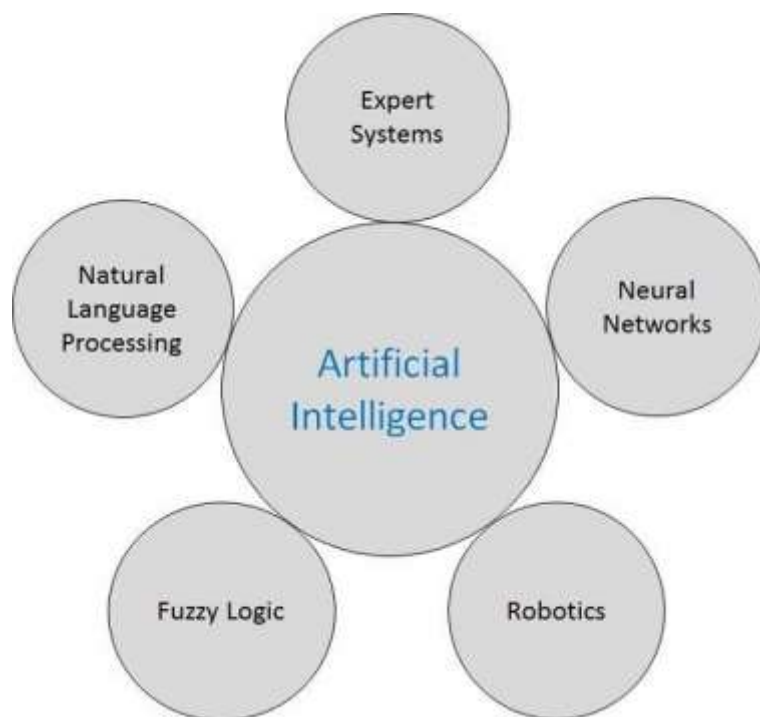 Expert
Systems
Natural
Language
Processing
Neural
Networks
Artificial
Intelligence
Fuzzy Logic
Robotics